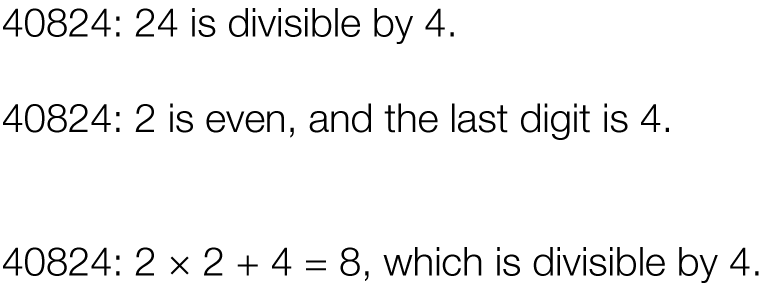 40824: 24 is divisible by 4.
40824: 2 is even, and the last digit is 4.
40824: 2 × 2 + 4 = 8, which is divisible by 4.